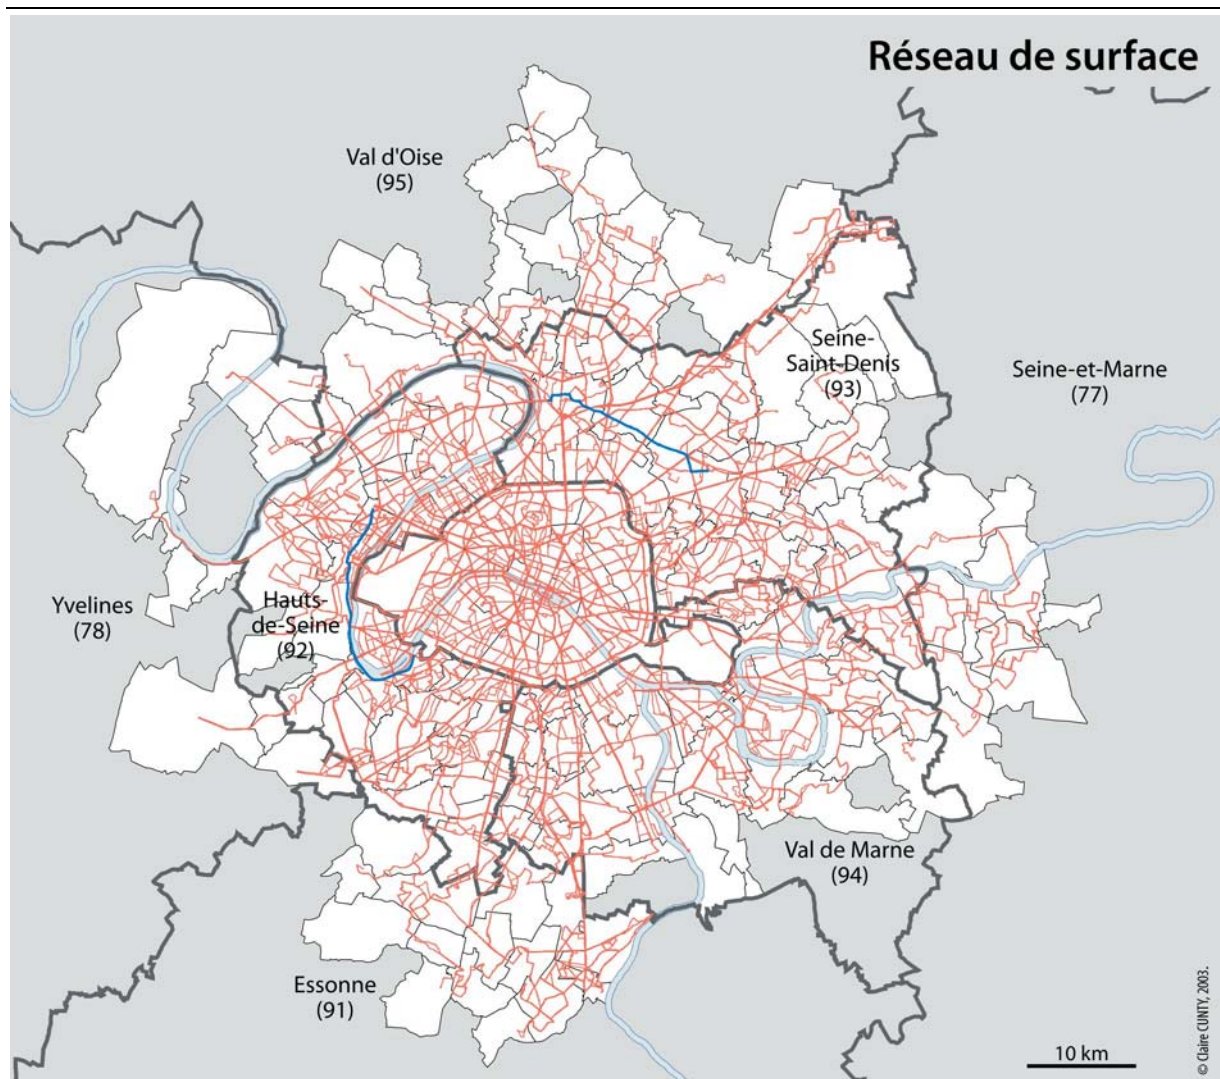 Réseau de surface
Val d'Oise
(95)
Seine-
Saint-Denis
(93)
Seine-et-Marne
(77)
Yvelines
(78)
Hauts-
de-Seine
(92)
Val de Marne
(94)
Essonne
(91)
10 km
© Claire CUNTY, 2003.